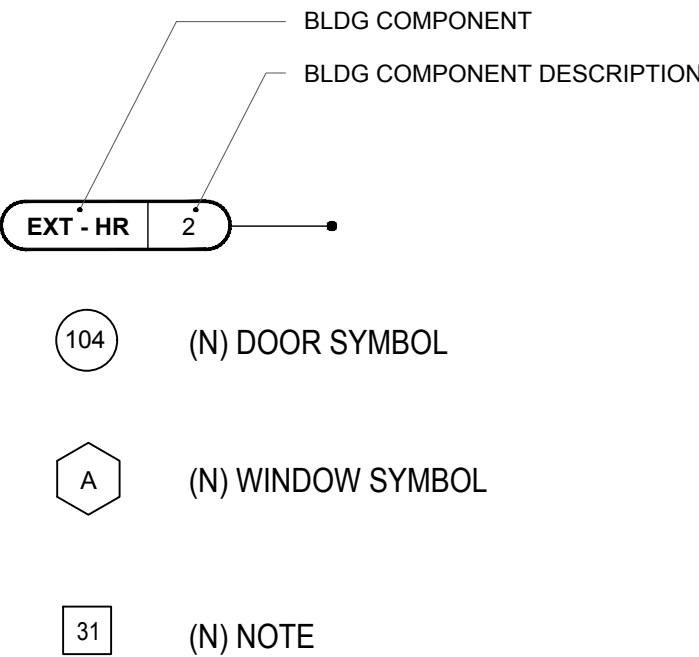 BLDG COMPONENT
BLDG COMPONENT DESCRIPTION
EXT - HR 2
104 (N) DOOR SYMBOL
A (N) WINDOW SYMBOL
31 (N) NOTE